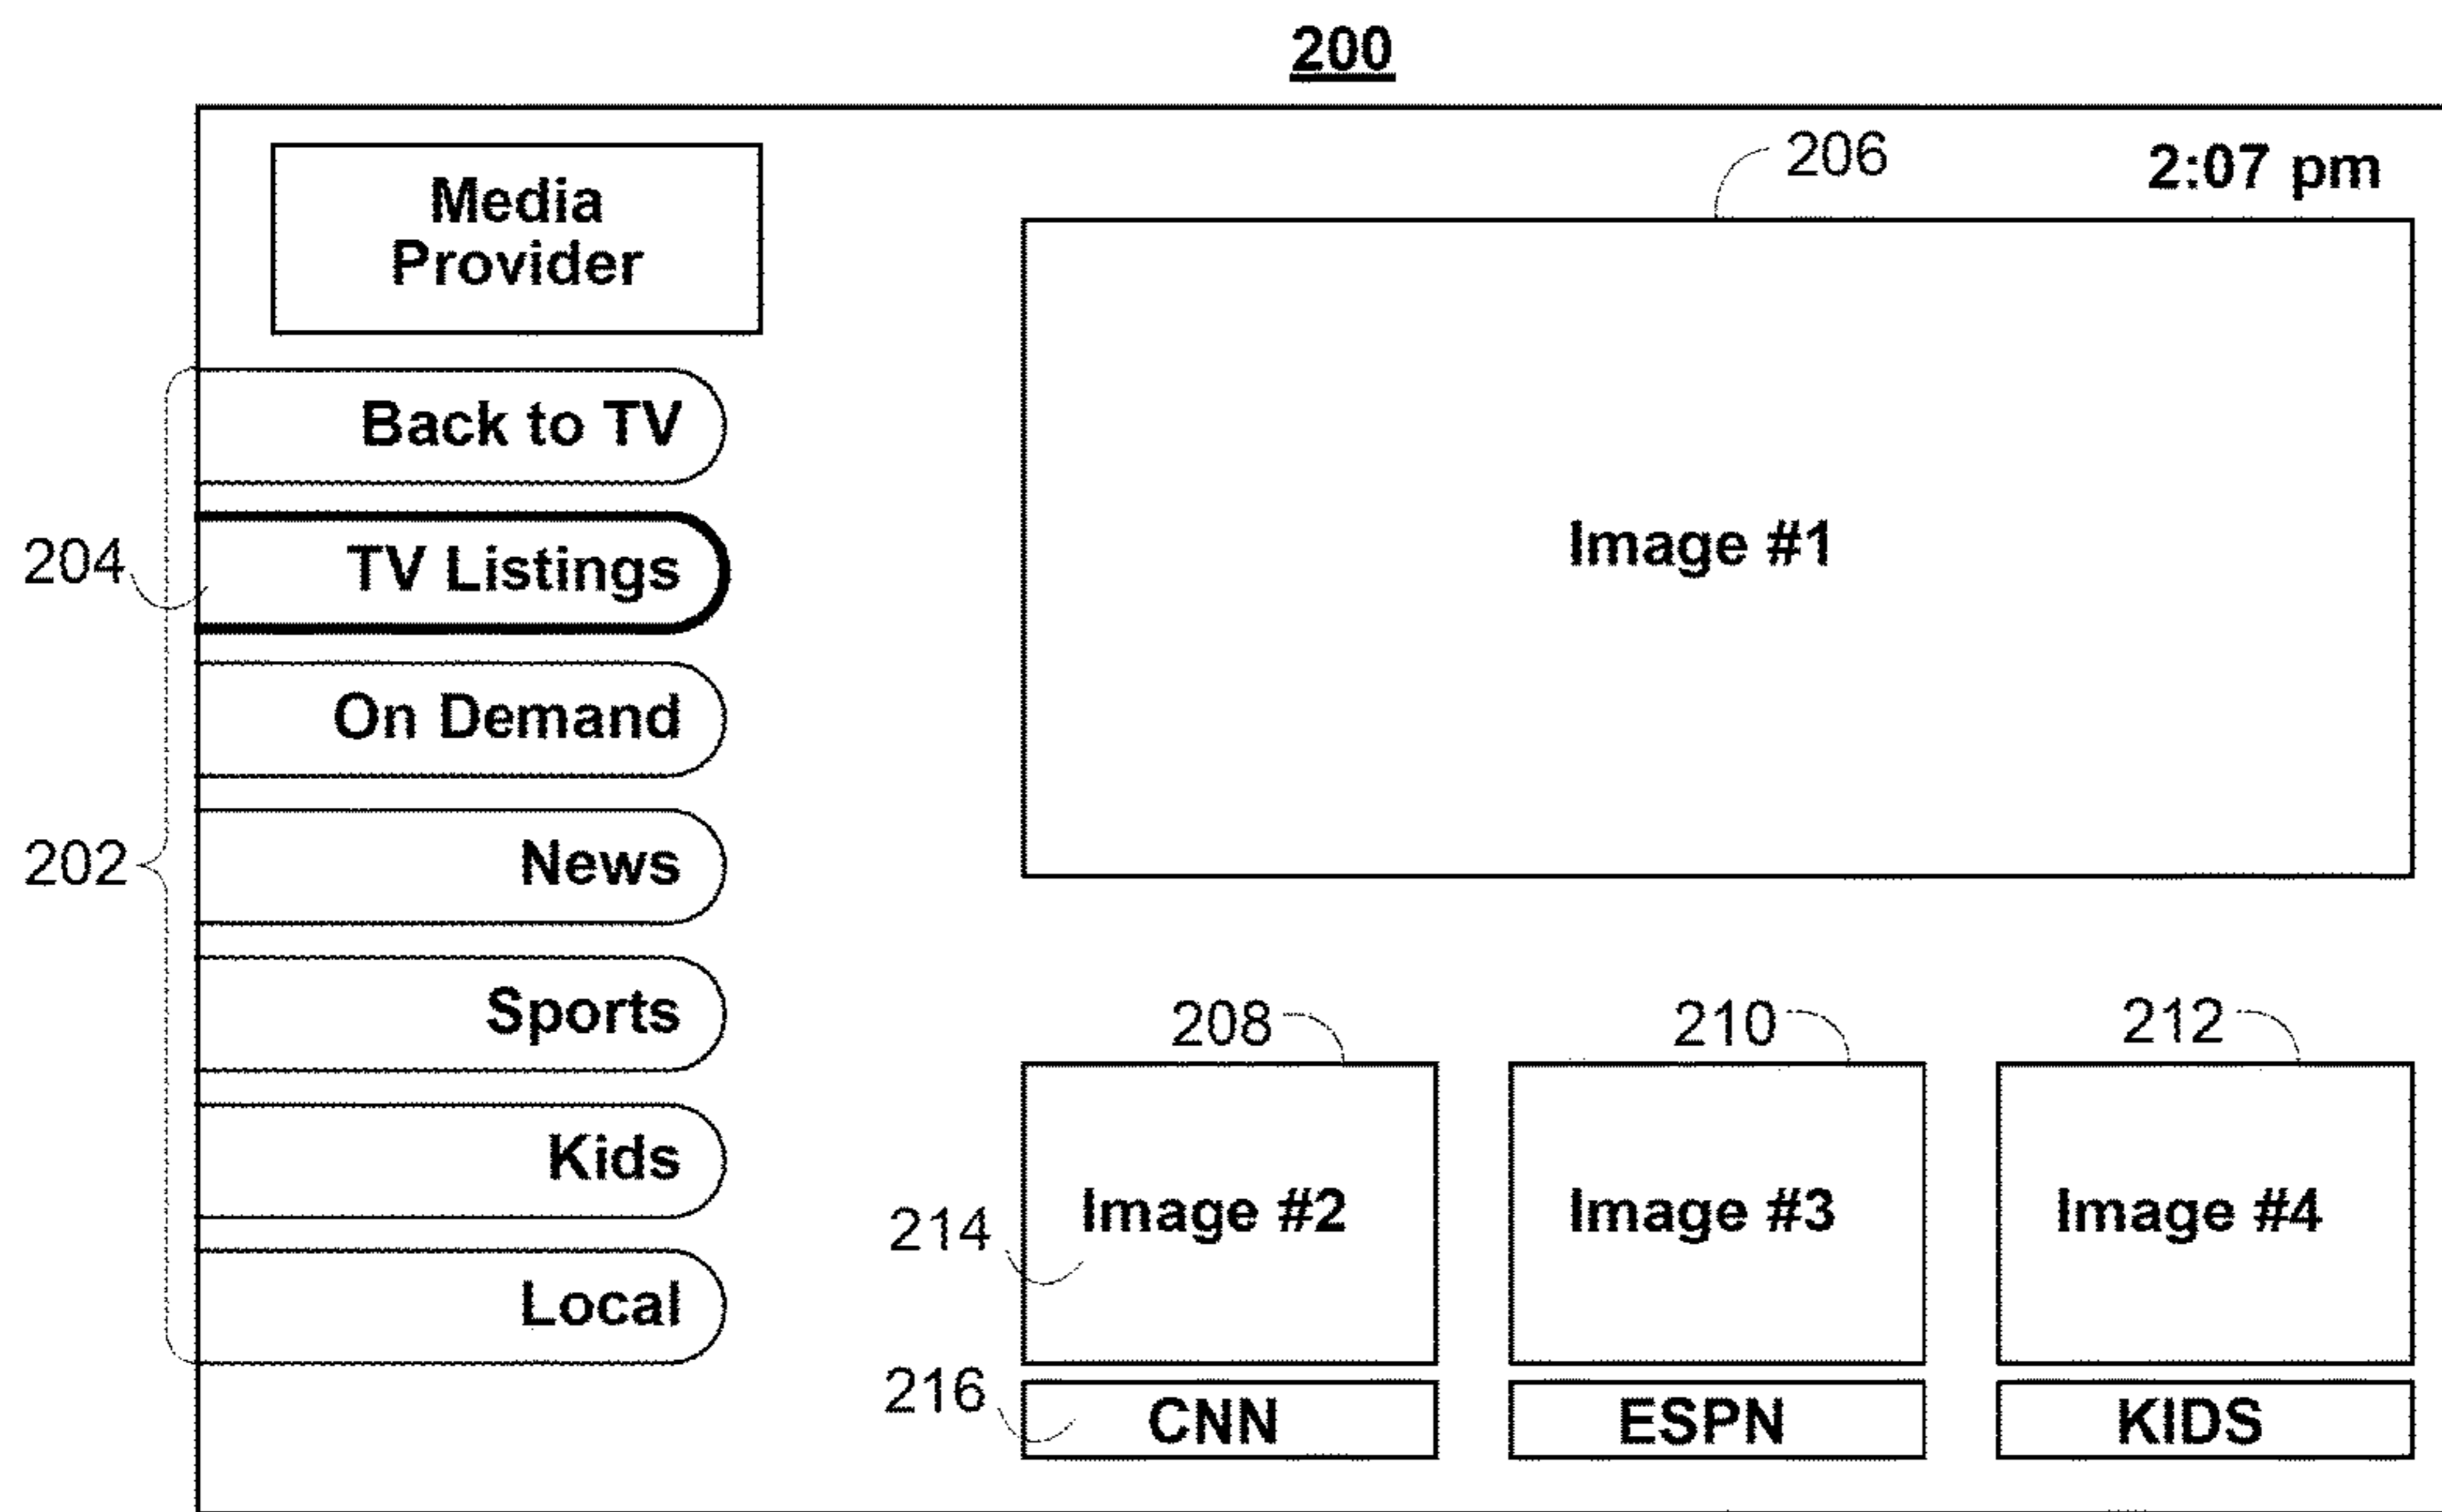 200
206
2:07 pm
Media
Provider
Back to TV
204
TV Listings
Image #1
On Demand
202
News
Sports
208
210
212
Kids
214
Image #2
Image #3
Image #4
Local
216
CNN
ESPN
KIDS